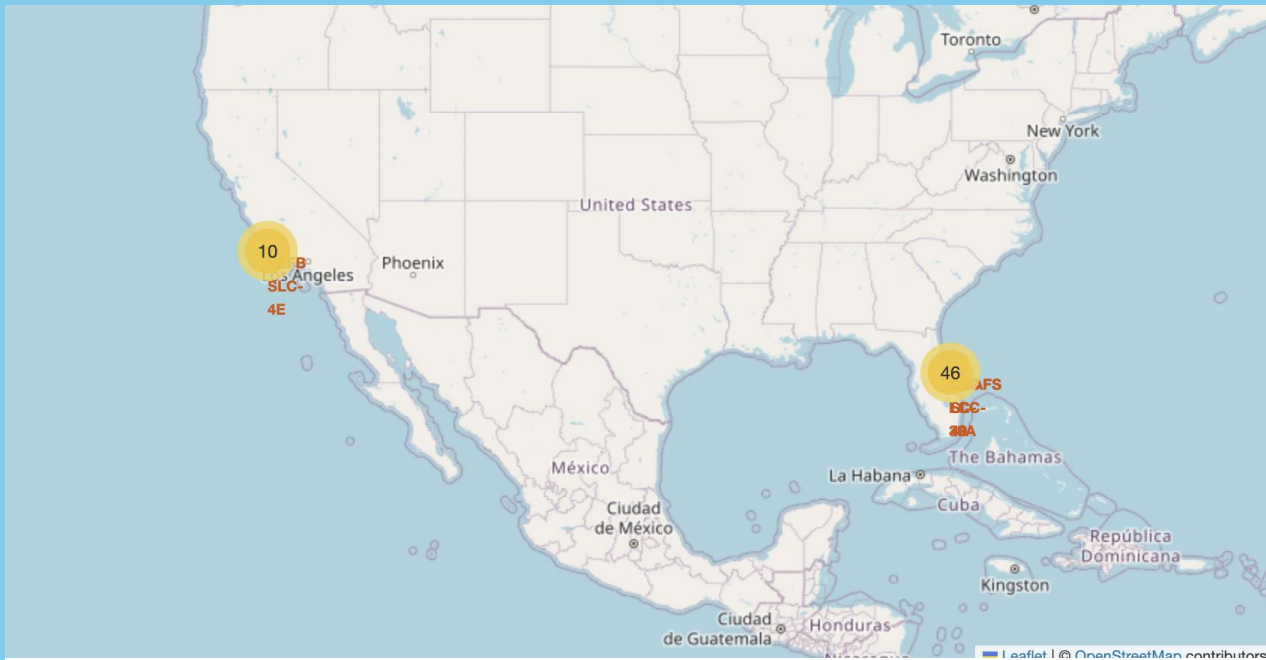 Toronto
New York
Washington
United States
10
Phoenix
Los Angeles
SLC-
4E
46
AFS
The Bahamas
La Habana
México
Cuba
Ciudad
de México
República
Dominicana
Kingston
Ciudad
de Guatemala
Honduras
Nicaragua
Leaflet | © OpenStreetMap contributors